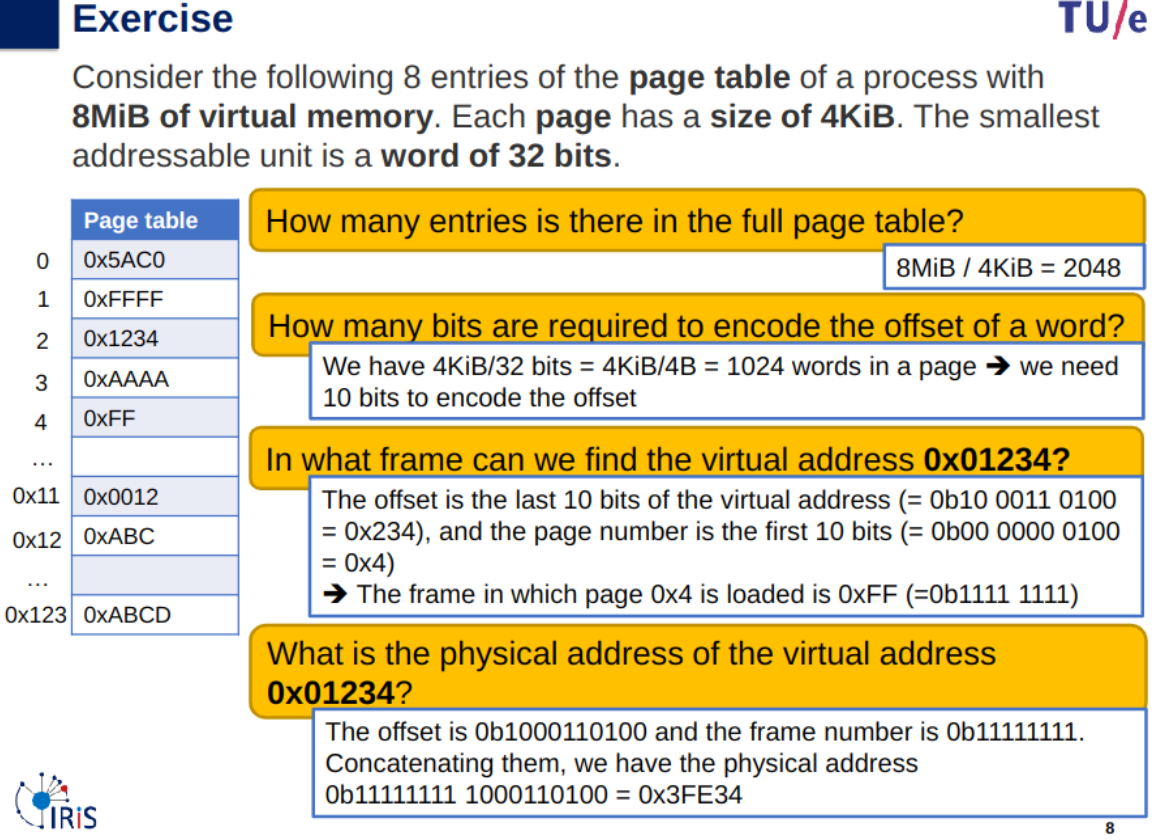 Exercise
TU/e
Consider the following 8 entries of the page table of a process with
8MiB of virtual memory. Each page has a size of 4KiB. The smallest
addressable unit is a word of 32 bits.
Page table
0 0x5AC0
1 0xFFFF
2 0x1234
3 0xAAAA
4 0xFF
...
0x11 0x0012
0x12 0xABC
...
0x123 0xABCD
How many entries is there in the full page table?
8MiB / 4KiB = 2048
How many bits are required to encode the offset of a word?
We have 4KiB/32 bits = 4KiB/4B = 1024 words in a page ➔ we need
10 bits to encode the offset
In what frame can we find the virtual address 0x01234?
The offset is the last 10 bits of the virtual address (= 0b10 0011 0100
= 0x234), and the page number is the first 10 bits (= 0b00 0000 0100
= 0x4)
➔ The frame in which page 0x4 is loaded is 0xFF (=0b1111 1111)
What is the physical address of the virtual address
0x01234?
The offset is 0b1000110100 and the frame number is 0b11111111.
Concatenating them, we have the physical address
0b11111111 1000110100 = 0x3FE34
IRiS
8